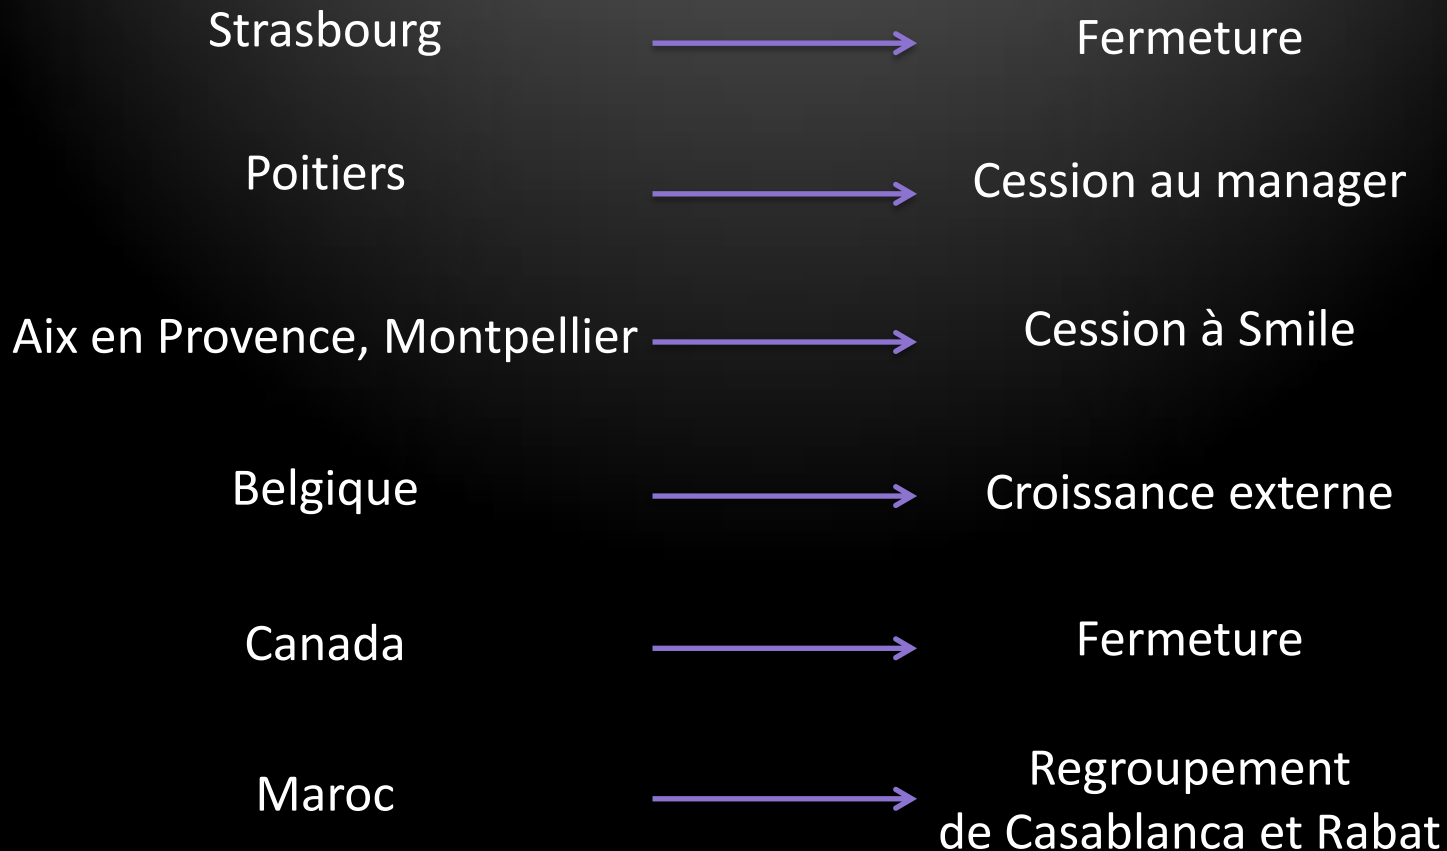 Strasbourg
Fermeture
Poitiers
Cession au manager
Aix en Provence, Montpellier
Cession à Smile
Belgique
Croissance externe
Canada
Fermeture
Maroc
Regroupement
de Casablanca et Rabat